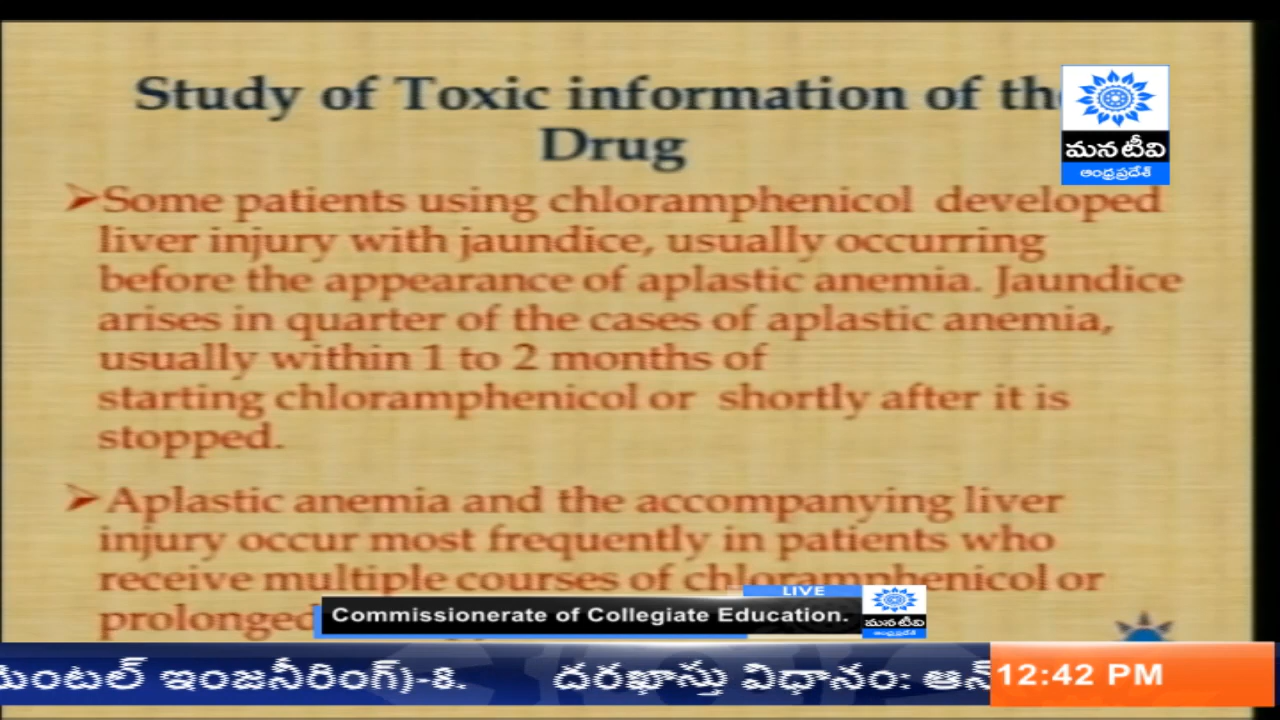 Study of Toxic information of th
Drug
మన టీవి
ఆంధ్రప్రదేశ్
➢Some patients using chloramphenicol developed
liver injury with jaundice, usually occurring
before the appearance of aplastic anemia. Jaundice
arises in quarter of the cases of aplastic anemia,
usually within 1 to 2 months of
starting chloramphenicol or shortly after it is
stopped.
➢Aplastic anemia and the accompanying liver
injury occur most frequently in patients who
receive multiple courses of chloramphenicol or
prolonged
LIVE
Commissionerate of Collegiate Education.
మన టీవి
ఆంధ్రప్రదేశ్
మెంటల్ ఇంజనీరింగ్)-8. దరఖాస్తు విధానం: ఆన్
12:42 PM